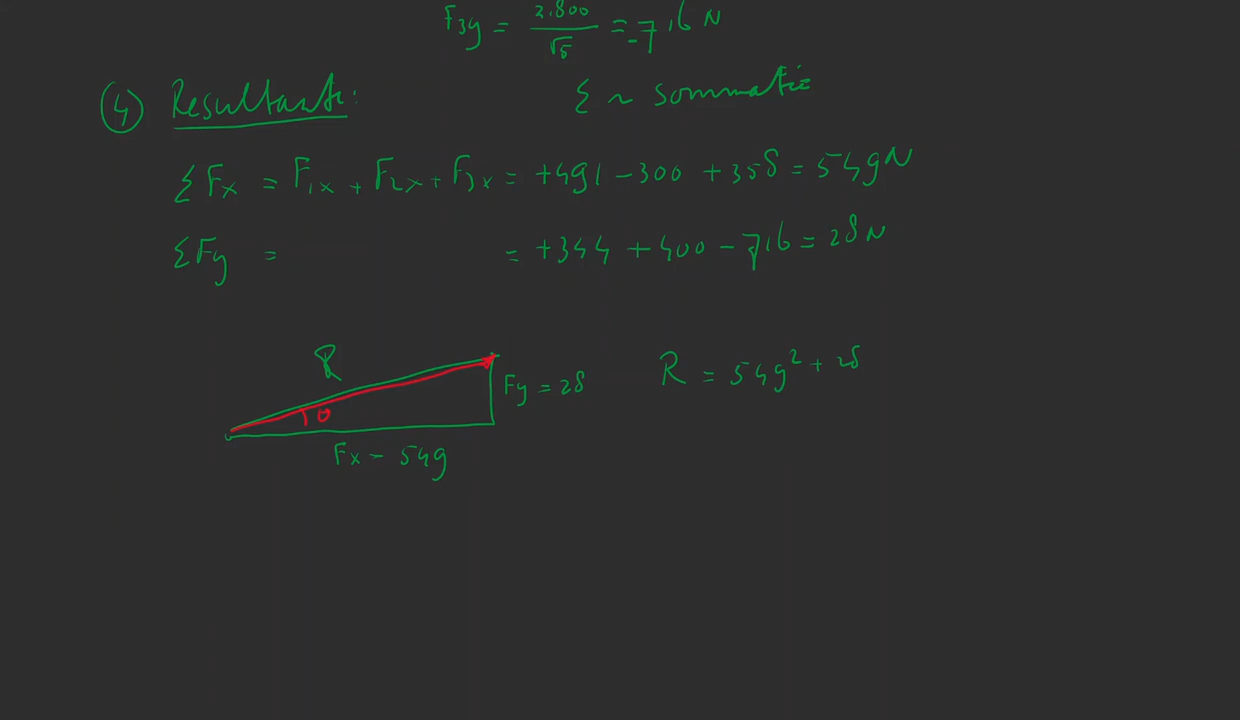 F3y = 2.800/√5 = -716 N
④ Resultante: Σ ~ sommatie
ΣFx = F1x + F2x + F3x = +491 - 300 + 358 = 549 N
ΣFy = = +344 + 400 - 716 = 28 N
R
Fy = 28
R = 549² + 28
θ
Fx = 549